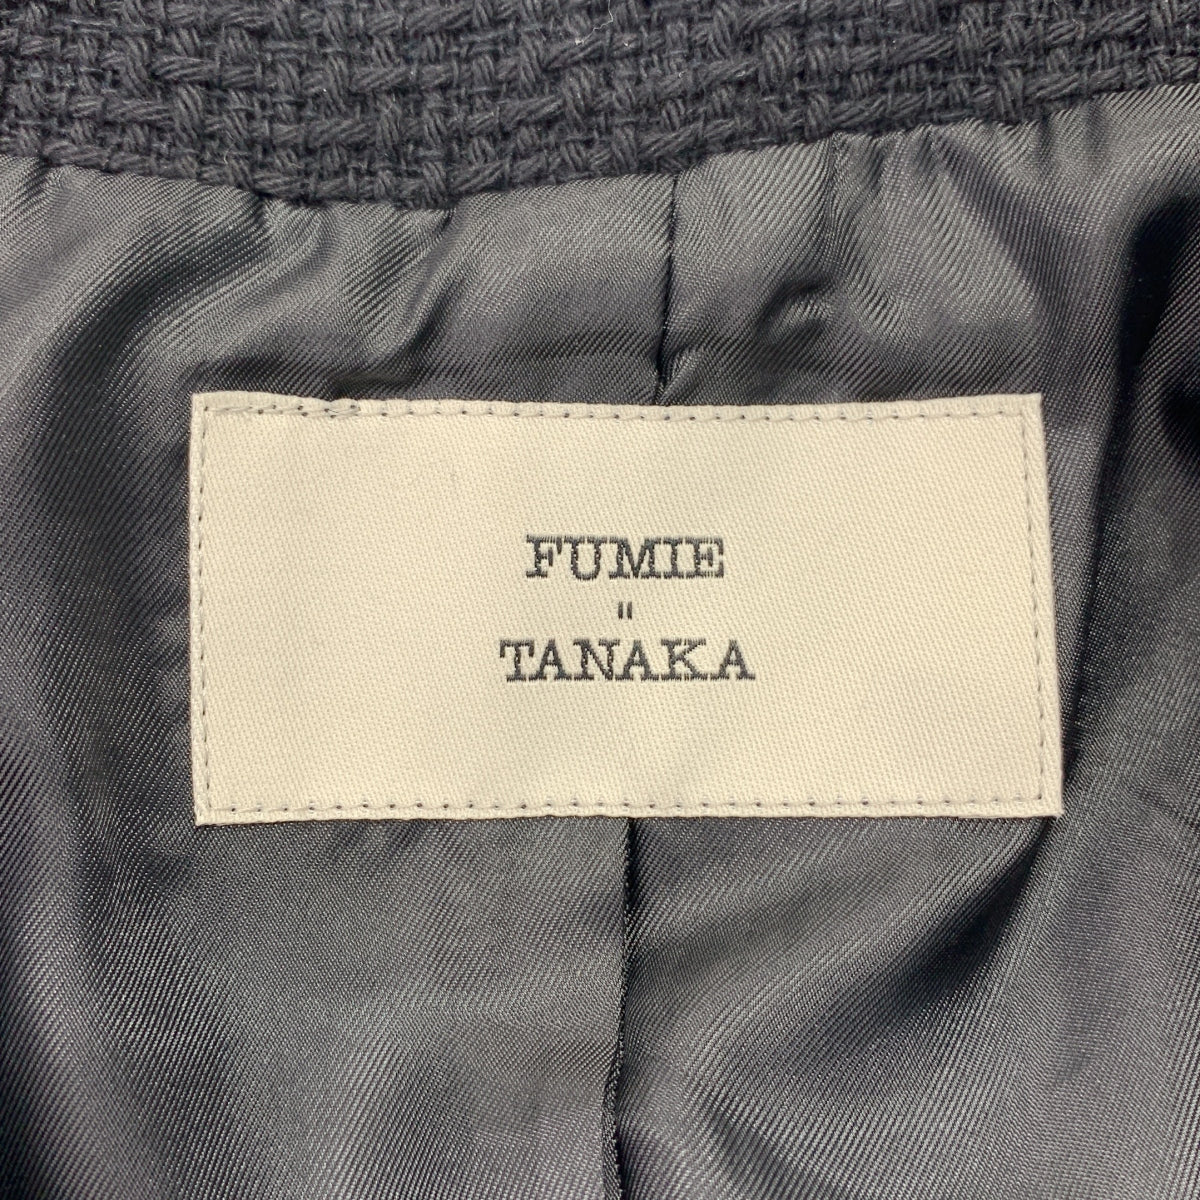 FUMIE
=
TANAKA